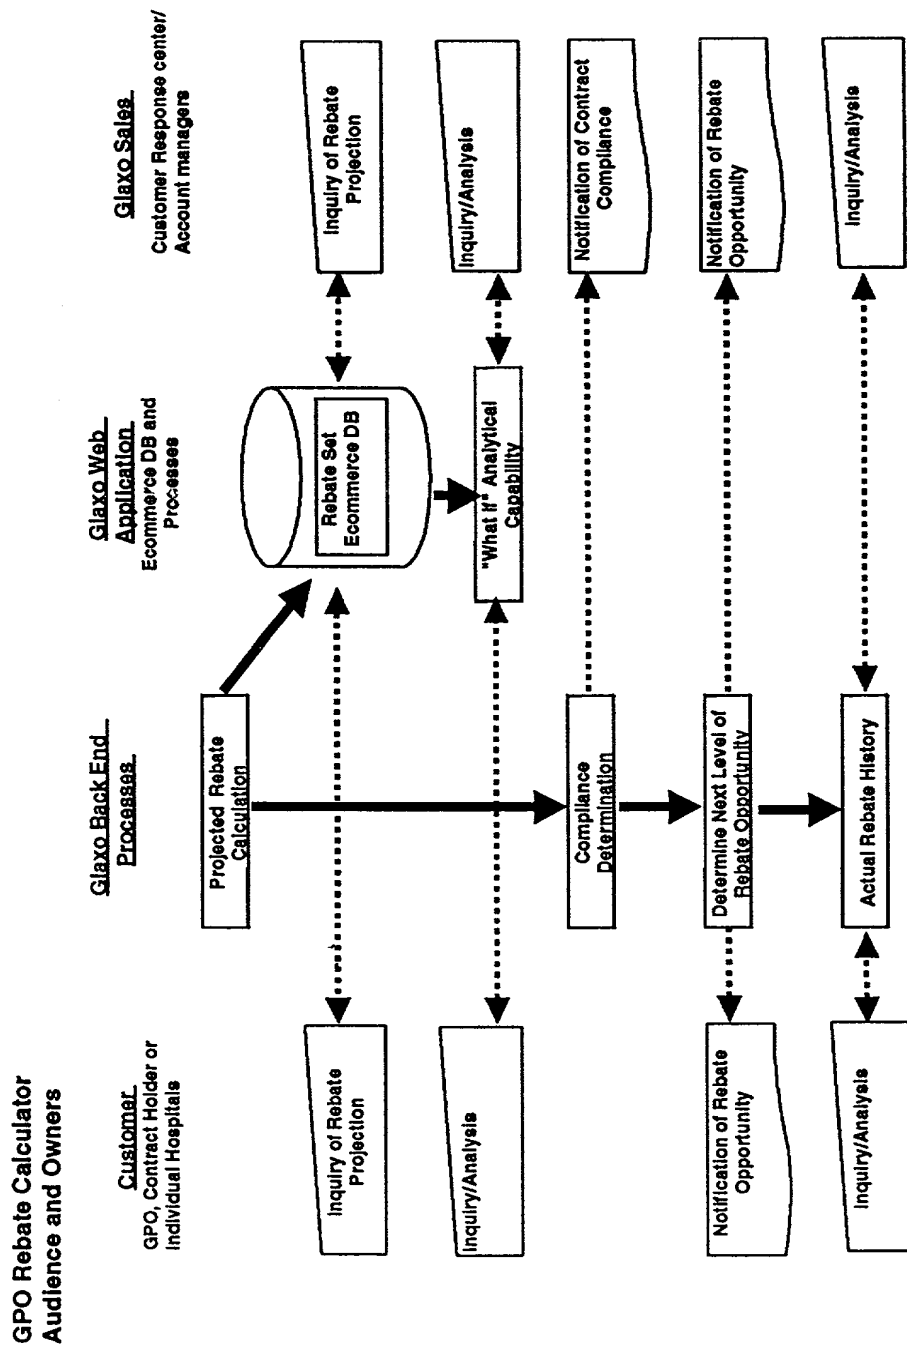 GPO Rebate Calculator
Audience and Owners
Customer
GPO, Contract Holder or
Individual Hospitals
Glaxo Back End
Processes
Glaxo Web
Application
Ecommerce DB and
Processes
Glaxo Sales
Customer Response center/
Account managers
Projected Rebate
Calculation
Inquiry of Rebate
Projection
Rebate Set
Ecommerce DB
Inquiry of Rebate
Projection
Inquiry/Analysis
"What if" Analytical
Capability
Inquiry/Analysis
Compliance
Determination
Notification of Contract
Compliance
Notification of Rebate
Opportunity
Determine Next Level of
Rebate Opportunity
Notification of Rebate
Opportunity
Inquiry/Analysis
Actual Rebate History
Inquiry/Analysis